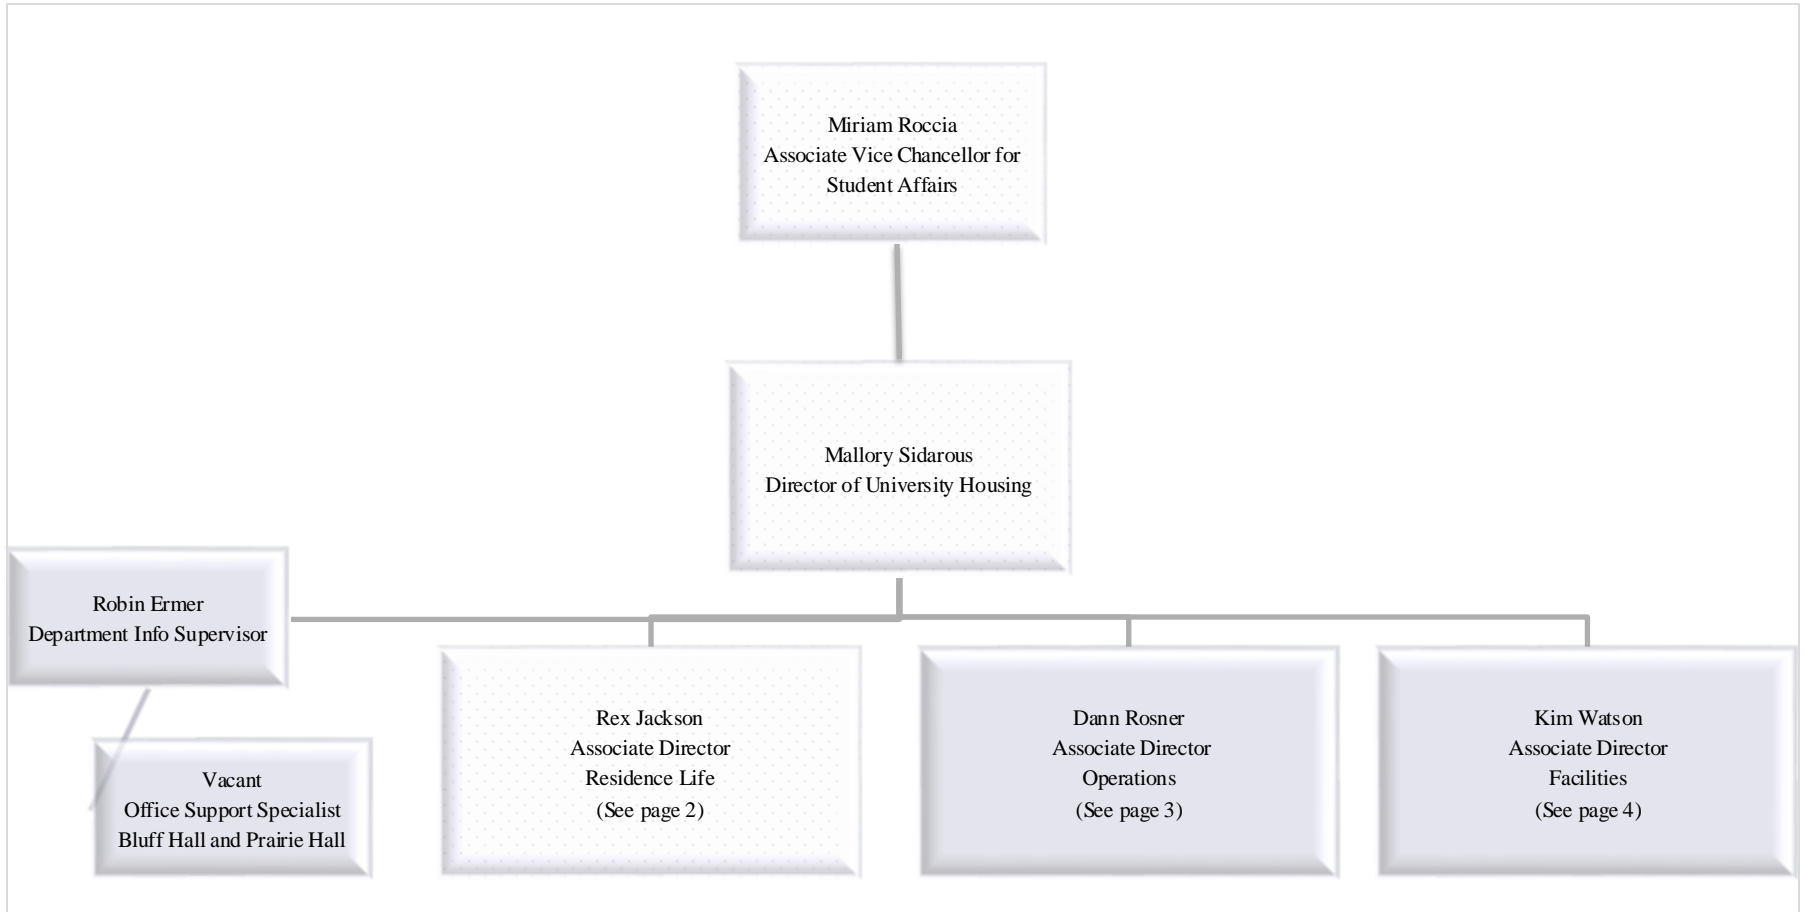 Miriam Roccia
Associate Vice Chancellor for
Student Affairs
Mallory Sidarous
Director of University Housing
Robin Ermer
Department Info Supervisor
Vacant
Office Support Specialist
Bluff Hall and Prairie Hall
Rex Jackson
Associate Director
Residence Life
(See page 2)
Dann Rosner
Associate Director
Operations
(See page 3)
Kim Watson
Associate Director
Facilities
(See page 4)